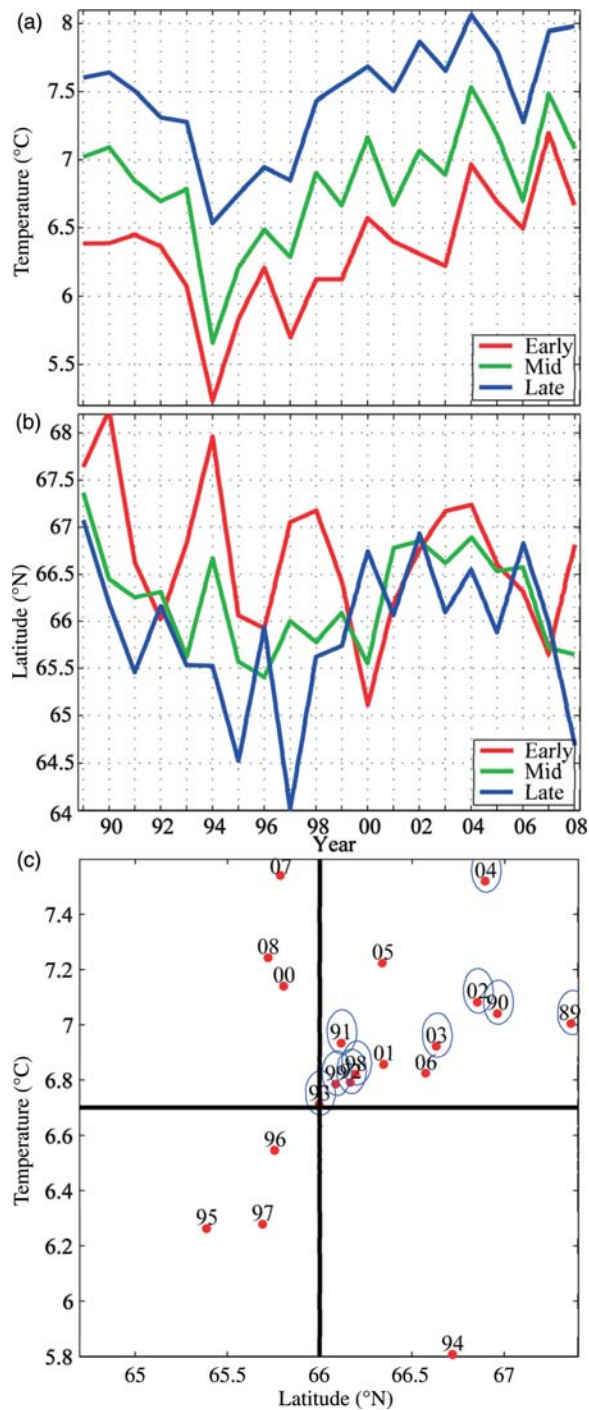 (a)
8
7.5
7
6.5
6
5.5
Temperature (°C)
Early
Mid
Late
(b)
68
67.5
67
66.5
66
65.5
65
64.5
64
Latitude (°N)
Early
Mid
Late
90 92 94 96 98 00 02 04 06 08
Year
(c)
7.4
7.2
7
6.8
6.6
6.4
6.2
6
5.8
Temperature (°C)
07
04
08
05
00
02
90
89
91
03
98
99
92
01
06
93
96
95
97
94
65 65.5 66 66.5 67
Latitude (°N)